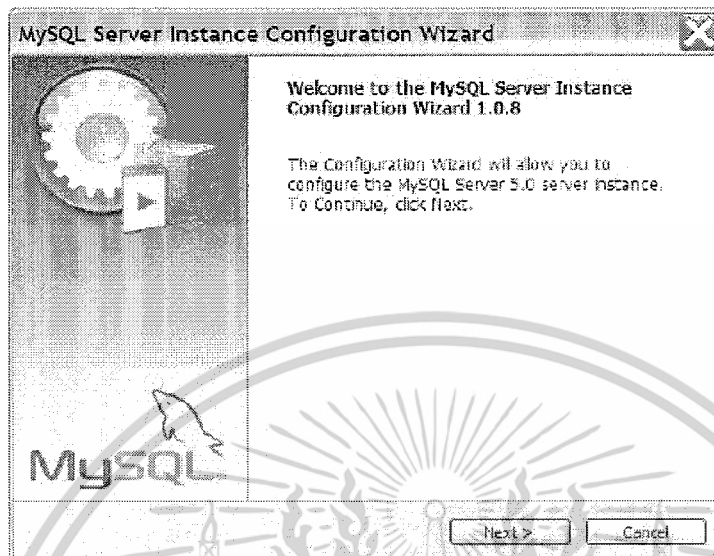 MySQL Server Instance Configuration Wizard
Welcome to the MySQL Server Instance
Configuration Wizard 1.0.8
The Configuration Wizard will allow you to
configure the MySQL Server 5.0 server instance.
To Continue, click Next.
MySQL
Next >
Cancel